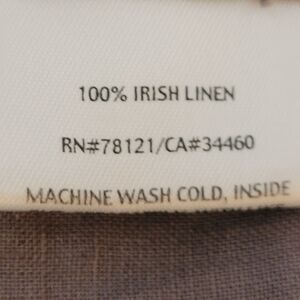 100% IRISH LINEN
RN#78121/CA#34460
MACHINE WASH COLD, INSIDE